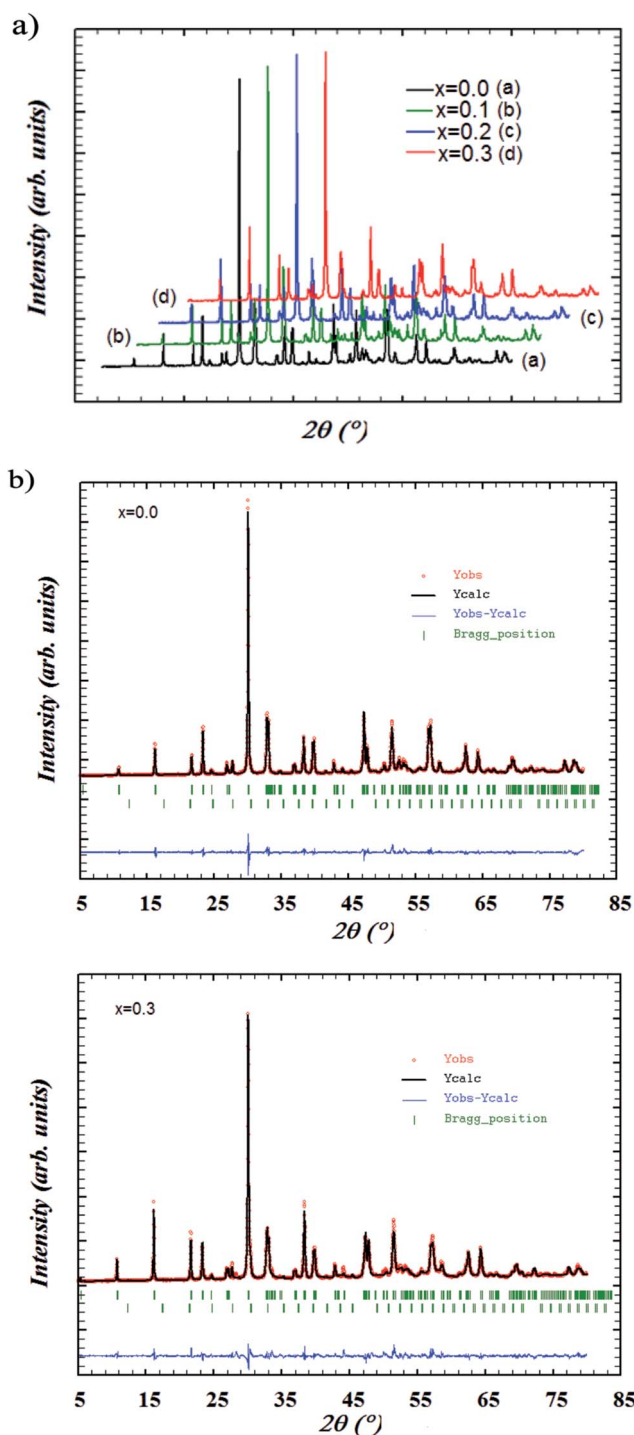 a)
x=0.0 (a)
x=0.1 (b)
x=0.2 (c)
x=0.3 (d)
Intensity (arb. units)
(d)
(c)
(b)
(a)
2θ (°)
b)
x=0.0
Yobs
Ycalc
Yobs-Ycalc
Bragg_position
Intensity (arb. units)
5 15 25 35 45 55 65 75 85
2θ (°)
x=0.3
Yobs
Ycalc
Yobs-Ycalc
Bragg_position
Intensity (arb. units)
5 15 25 35 45 55 65 75 85
2θ (°)